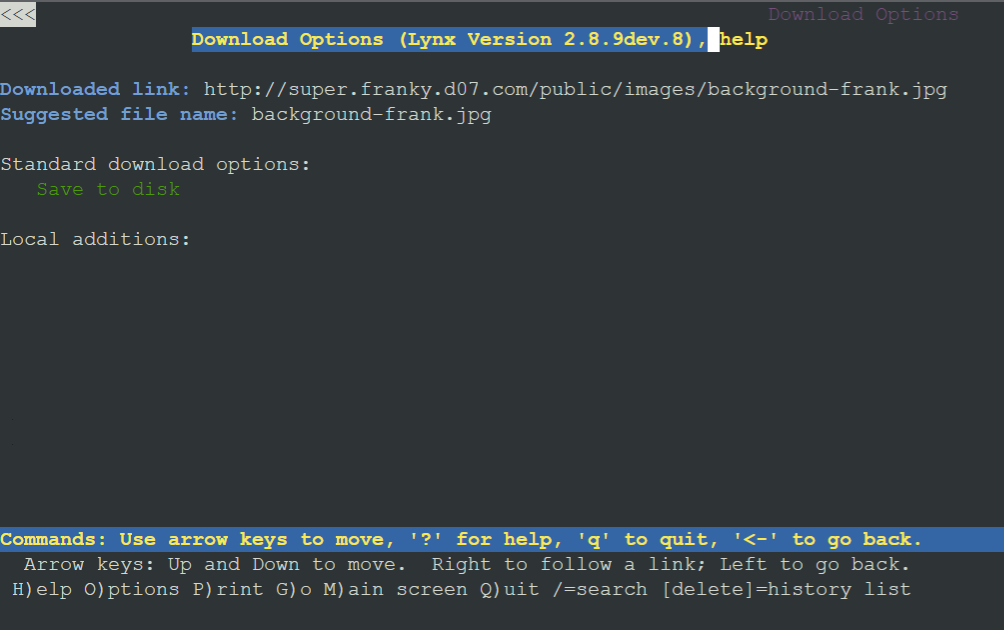 <<< Download Options
Download Options (Lynx Version 2.8.9dev.8), help
Downloaded link: http://super.franky.d07.com/public/images/background-frank.jpg
Suggested file name: background-frank.jpg
Standard download options:
Save to disk
Local additions:
Commands: Use arrow keys to move, '?' for help, 'q' to quit, '<-' to go back.
Arrow keys: Up and Down to move. Right to follow a link; Left to go back.
H)elp O)ptions P)rint G)o M)ain screen Q)uit /=search [delete]=history list